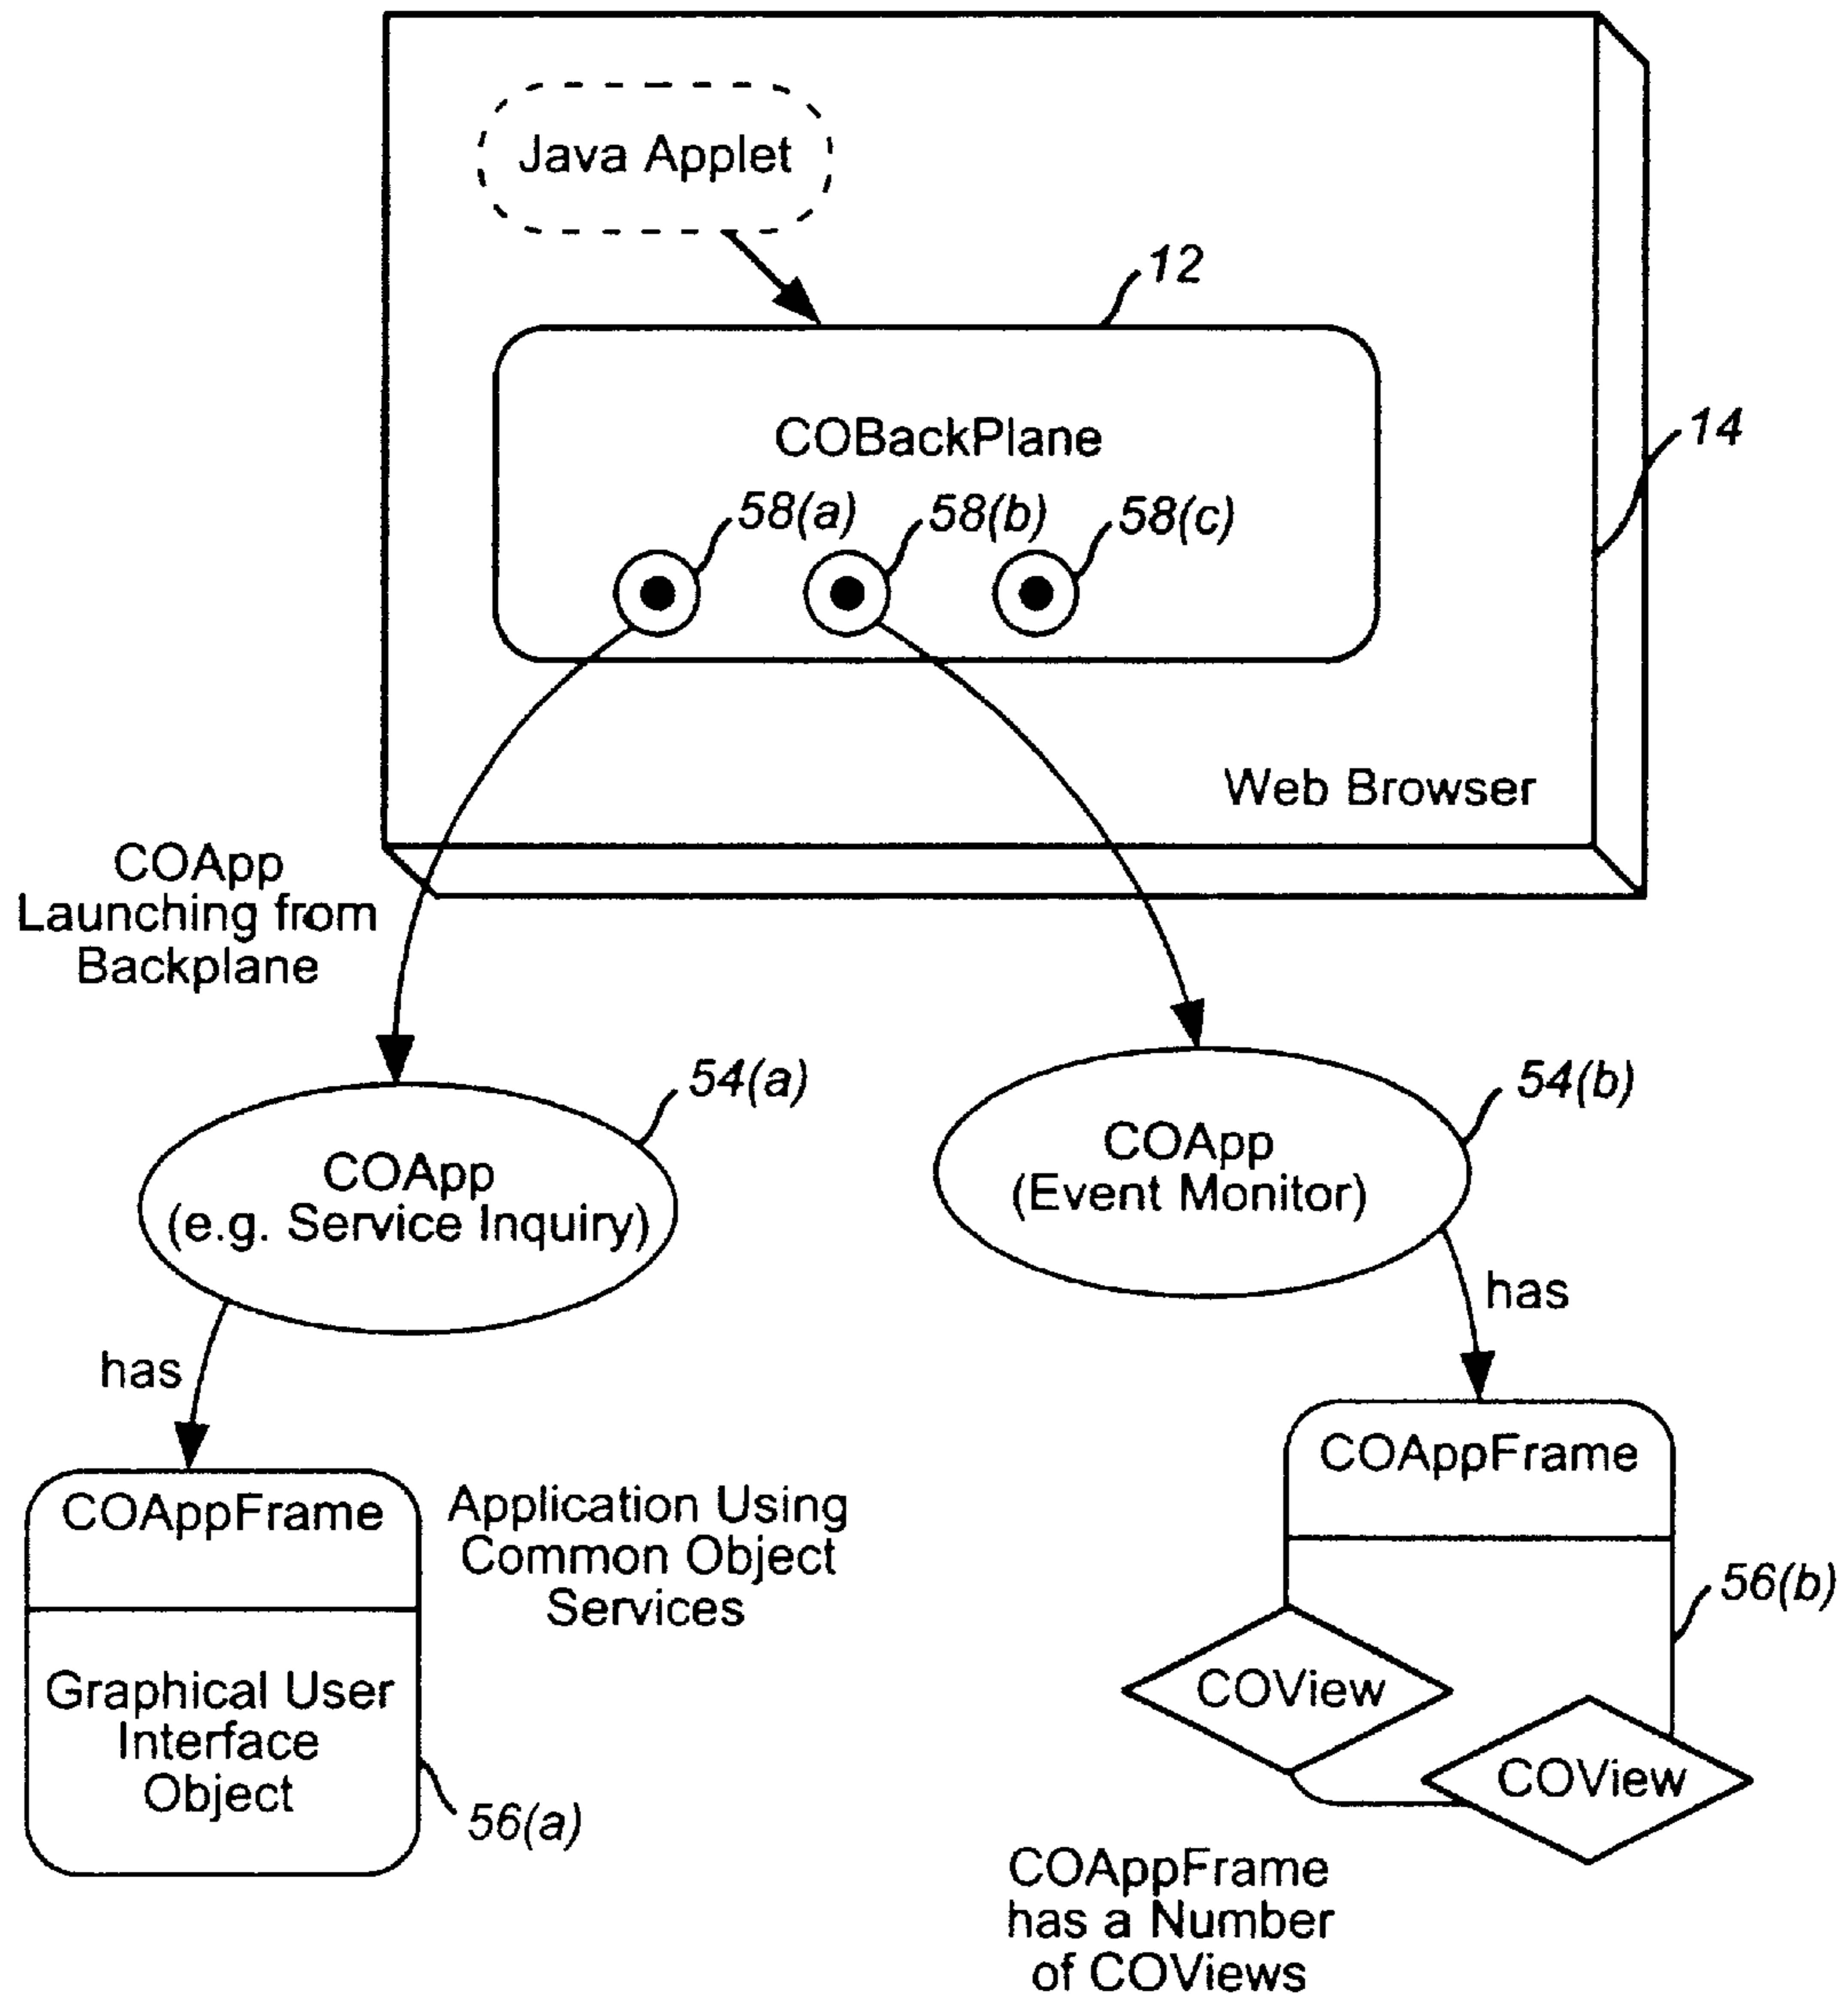 Java Applet
12
COBackPlane
14
58(a)
58(b)
58(c)
Web Browser
COApp
Launching from
Backplane
54(a)
COApp
(e.g. Service Inquiry)
54(b)
COApp
(Event Monitor)
has
has
COAppFrame
Graphical User
Interface
Object
56(a)
Application Using
Common Object
Services
COAppFrame
56(b)
COView
COView
COAppFrame
has a Number
of COViews